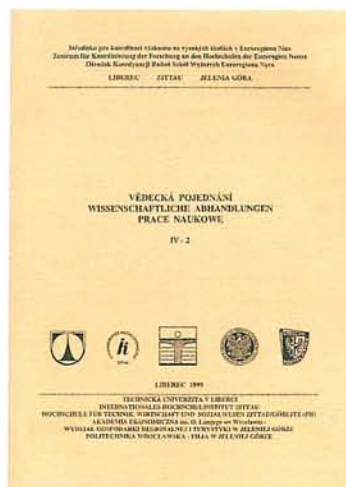 Středisko pro koordinaci výzkumu na vysokých školách v Euroregionu Nisa
Zentrum für Koordinierung der Forschung an den Hochschulen der Euroregion Neisse
Ośrodek Koordynacji Badań Szkół Wyższych Euroregionu Nysa
LIBEREC ZITTAU JELENIA GÓRA
VĚDECKÁ POJEDNÁNÍ
WISSENSCHAFTLICHE ABHANDLUNGEN
PRACE NAUKOWE
IV - 2
LIBEREC 1999
TECHNICKÁ UNIVERZITA V LIBERCI
INTERNATIONALES HOCHSCHULINSTITUT ZITTAU
HOCHSCHULE FÜR TECHNIK, WIRTSCHAFT UND SOZIALWESEN ZITTAU/GÖRLITZ (FH)
AKADEMIA EKONOMICZNA im. O. Langego we Wrocławiu -
WYDZIAŁ GOSPODARKI REGIONALNEJ I TURYSTYKI W JELENIEJ GÓRZE
POLITECHNIKA WROCŁAWSKA - FILIA W JELENIEJ GÓRZE